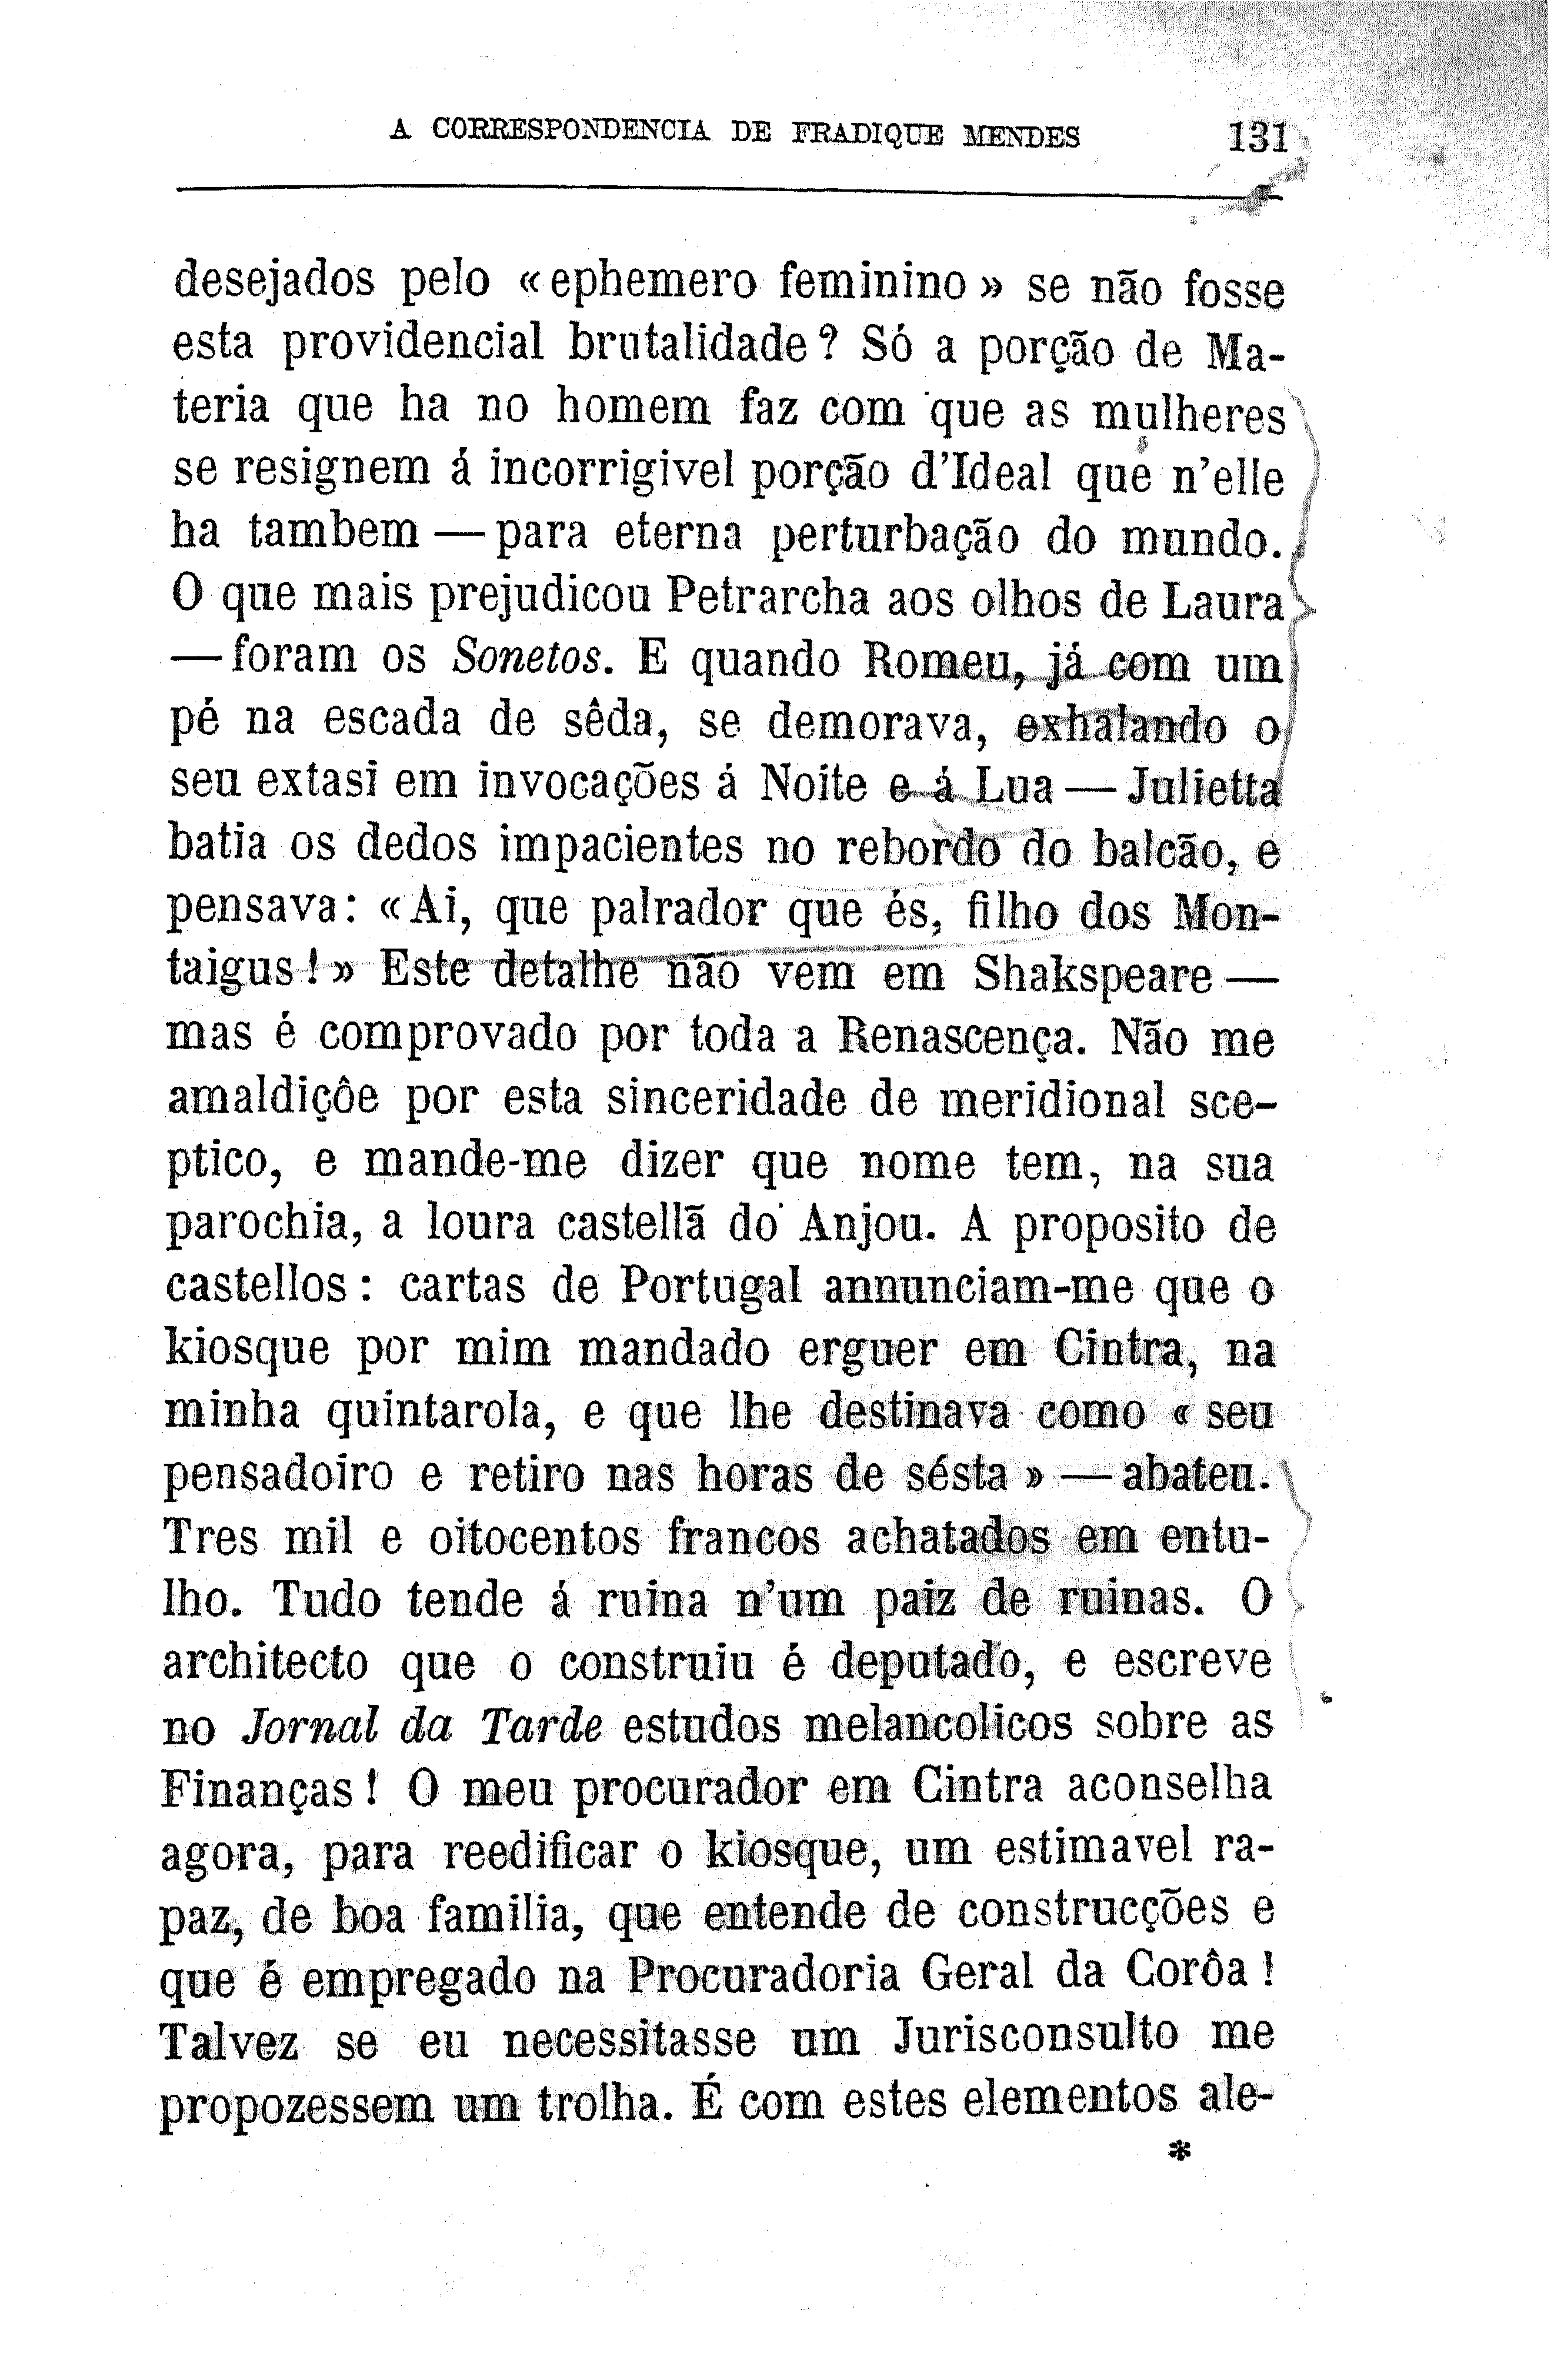 A CORRESPONDENCIA DE FRADIQUE MENDES 131
desejados pelo « ephemero feminino » se não fosse
esta providencial brutalidade? Só a porção de Ma-
teria que ha no homem faz com que as mulheres
se resignem á incorrigivel porção d'Ideal que n'elle
ha tambem — para eterna perturbação do mundo.
O que mais prejudicou Petrarcha aos olhos de Laura
— foram os Sonetos. E quando Romeu, já com um
pé na escada de sêda, se demorava, exhalando o
seu extasi em invocações á Noite e á Lua — Julietta
batia os dedos impacientes no rebordo do balcão, e
pensava: « Ai, que palrador que és, filho dos Mon-
taigus! » Este detalhe não vem em Shakspeare —
mas é comprovado por toda a Renascença. Não me
amaldiçôe por esta sinceridade de meridional sce-
ptico, e mande-me dizer que nome tem, na sua
parochia, a loura castellã do Anjou. A proposito de
castellos: cartas de Portugal annunciam-me que o
kiosque por mim mandado erguer em Cintra, na
minha quintarola, e que lhe destinava como « seu
pensadoiro e retiro nas horas de sésta » — abateu.
Tres mil e oitocentos francos achatados em entu-
lho. Tudo tende á ruina n'um paiz de ruinas. O
architecto que o construiu é deputado, e escreve
no Jornal da Tarde estudos melancolicos sobre as
Finanças! O meu procurador em Cintra aconselha
agora, para reedificar o kiosque, um estimavel ra-
paz, de boa familia, que entende de construcções e
que é empregado na Procuradoria Geral da Corôa!
Talvez se eu necessitasse um Jurisconsulto me
propozessem um trolha. É com estes elementos ale-
*